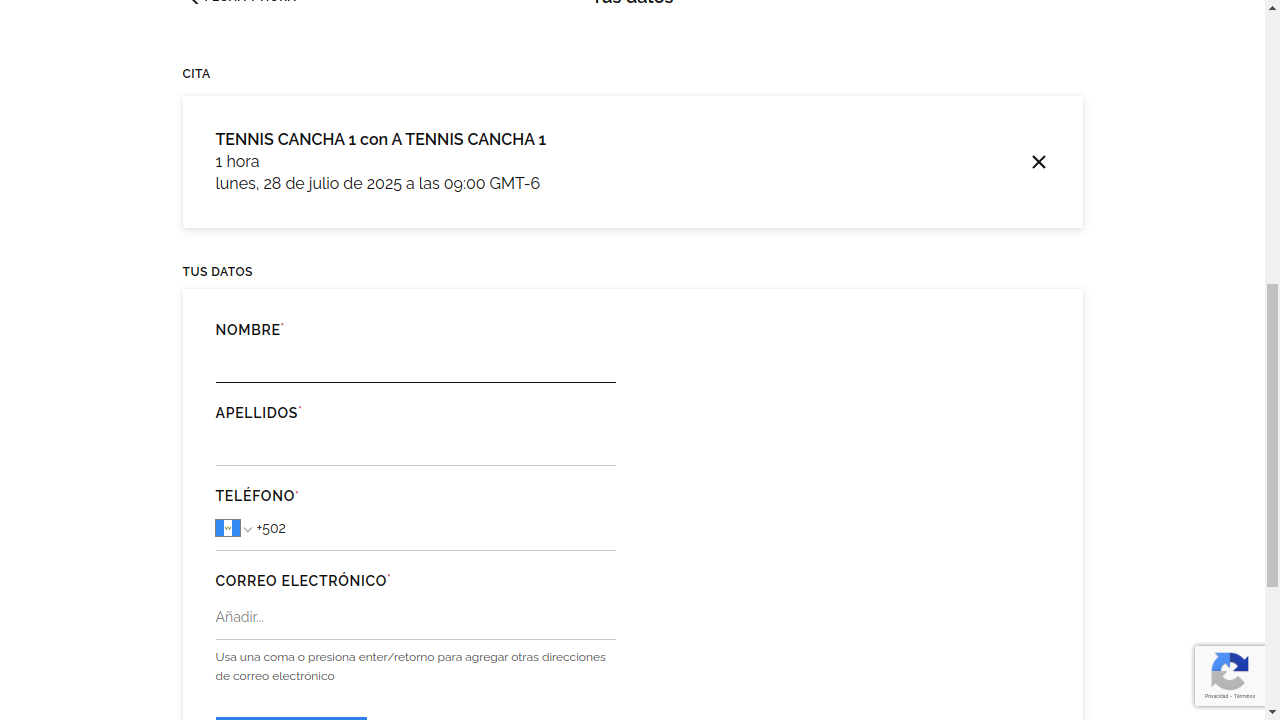 Tus datos
CITA
TENNIS CANCHA 1 con A TENNIS CANCHA 1
1 hora
lunes, 28 de julio de 2025 a las 09:00 GMT-6
TUS DATOS
NOMBRE*
APELLIDOS*
TELÉFONO*
+502
CORREO ELECTRÓNICO*
Añadir...
Usa una coma o presiona enter/retorno para agregar otras direcciones
de correo electrónico
Privacidad - Términos